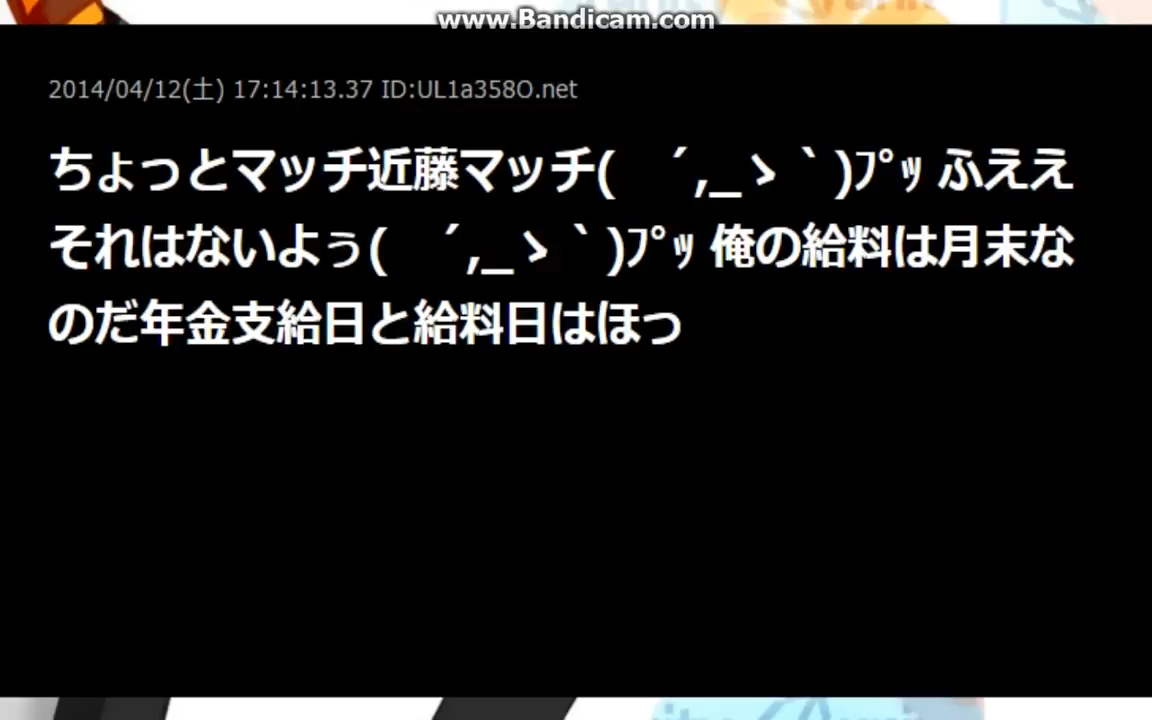 www.Bandicam.com
2014/04/12(土) 17:14:13.37 ID:UL1a358O.net
ちょっとマッチ近藤マッチ(　´,_ゝ｀)ﾌﾟｯ ふええ
それはないよぅ(　´,_ゝ｀)ﾌﾟｯ 俺の給料は月末な
のだ年金支給日と給料日はほっ